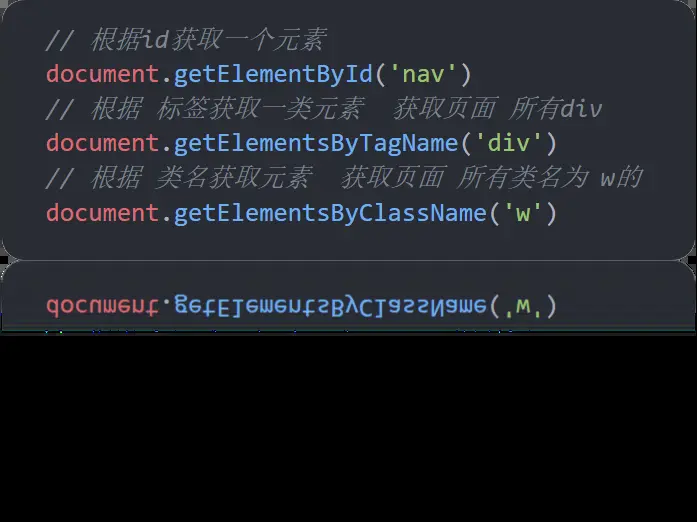 // 根据id获取一个元素
document.getElementById('nav')
// 根据 标签获取一类元素  获取页面 所有div
document.getElementsByTagName('div')
// 根据 类名获取元素  获取页面 所有类名为 w的
document.getElementsByClassName('w')
document.getElementsByClassName('w')